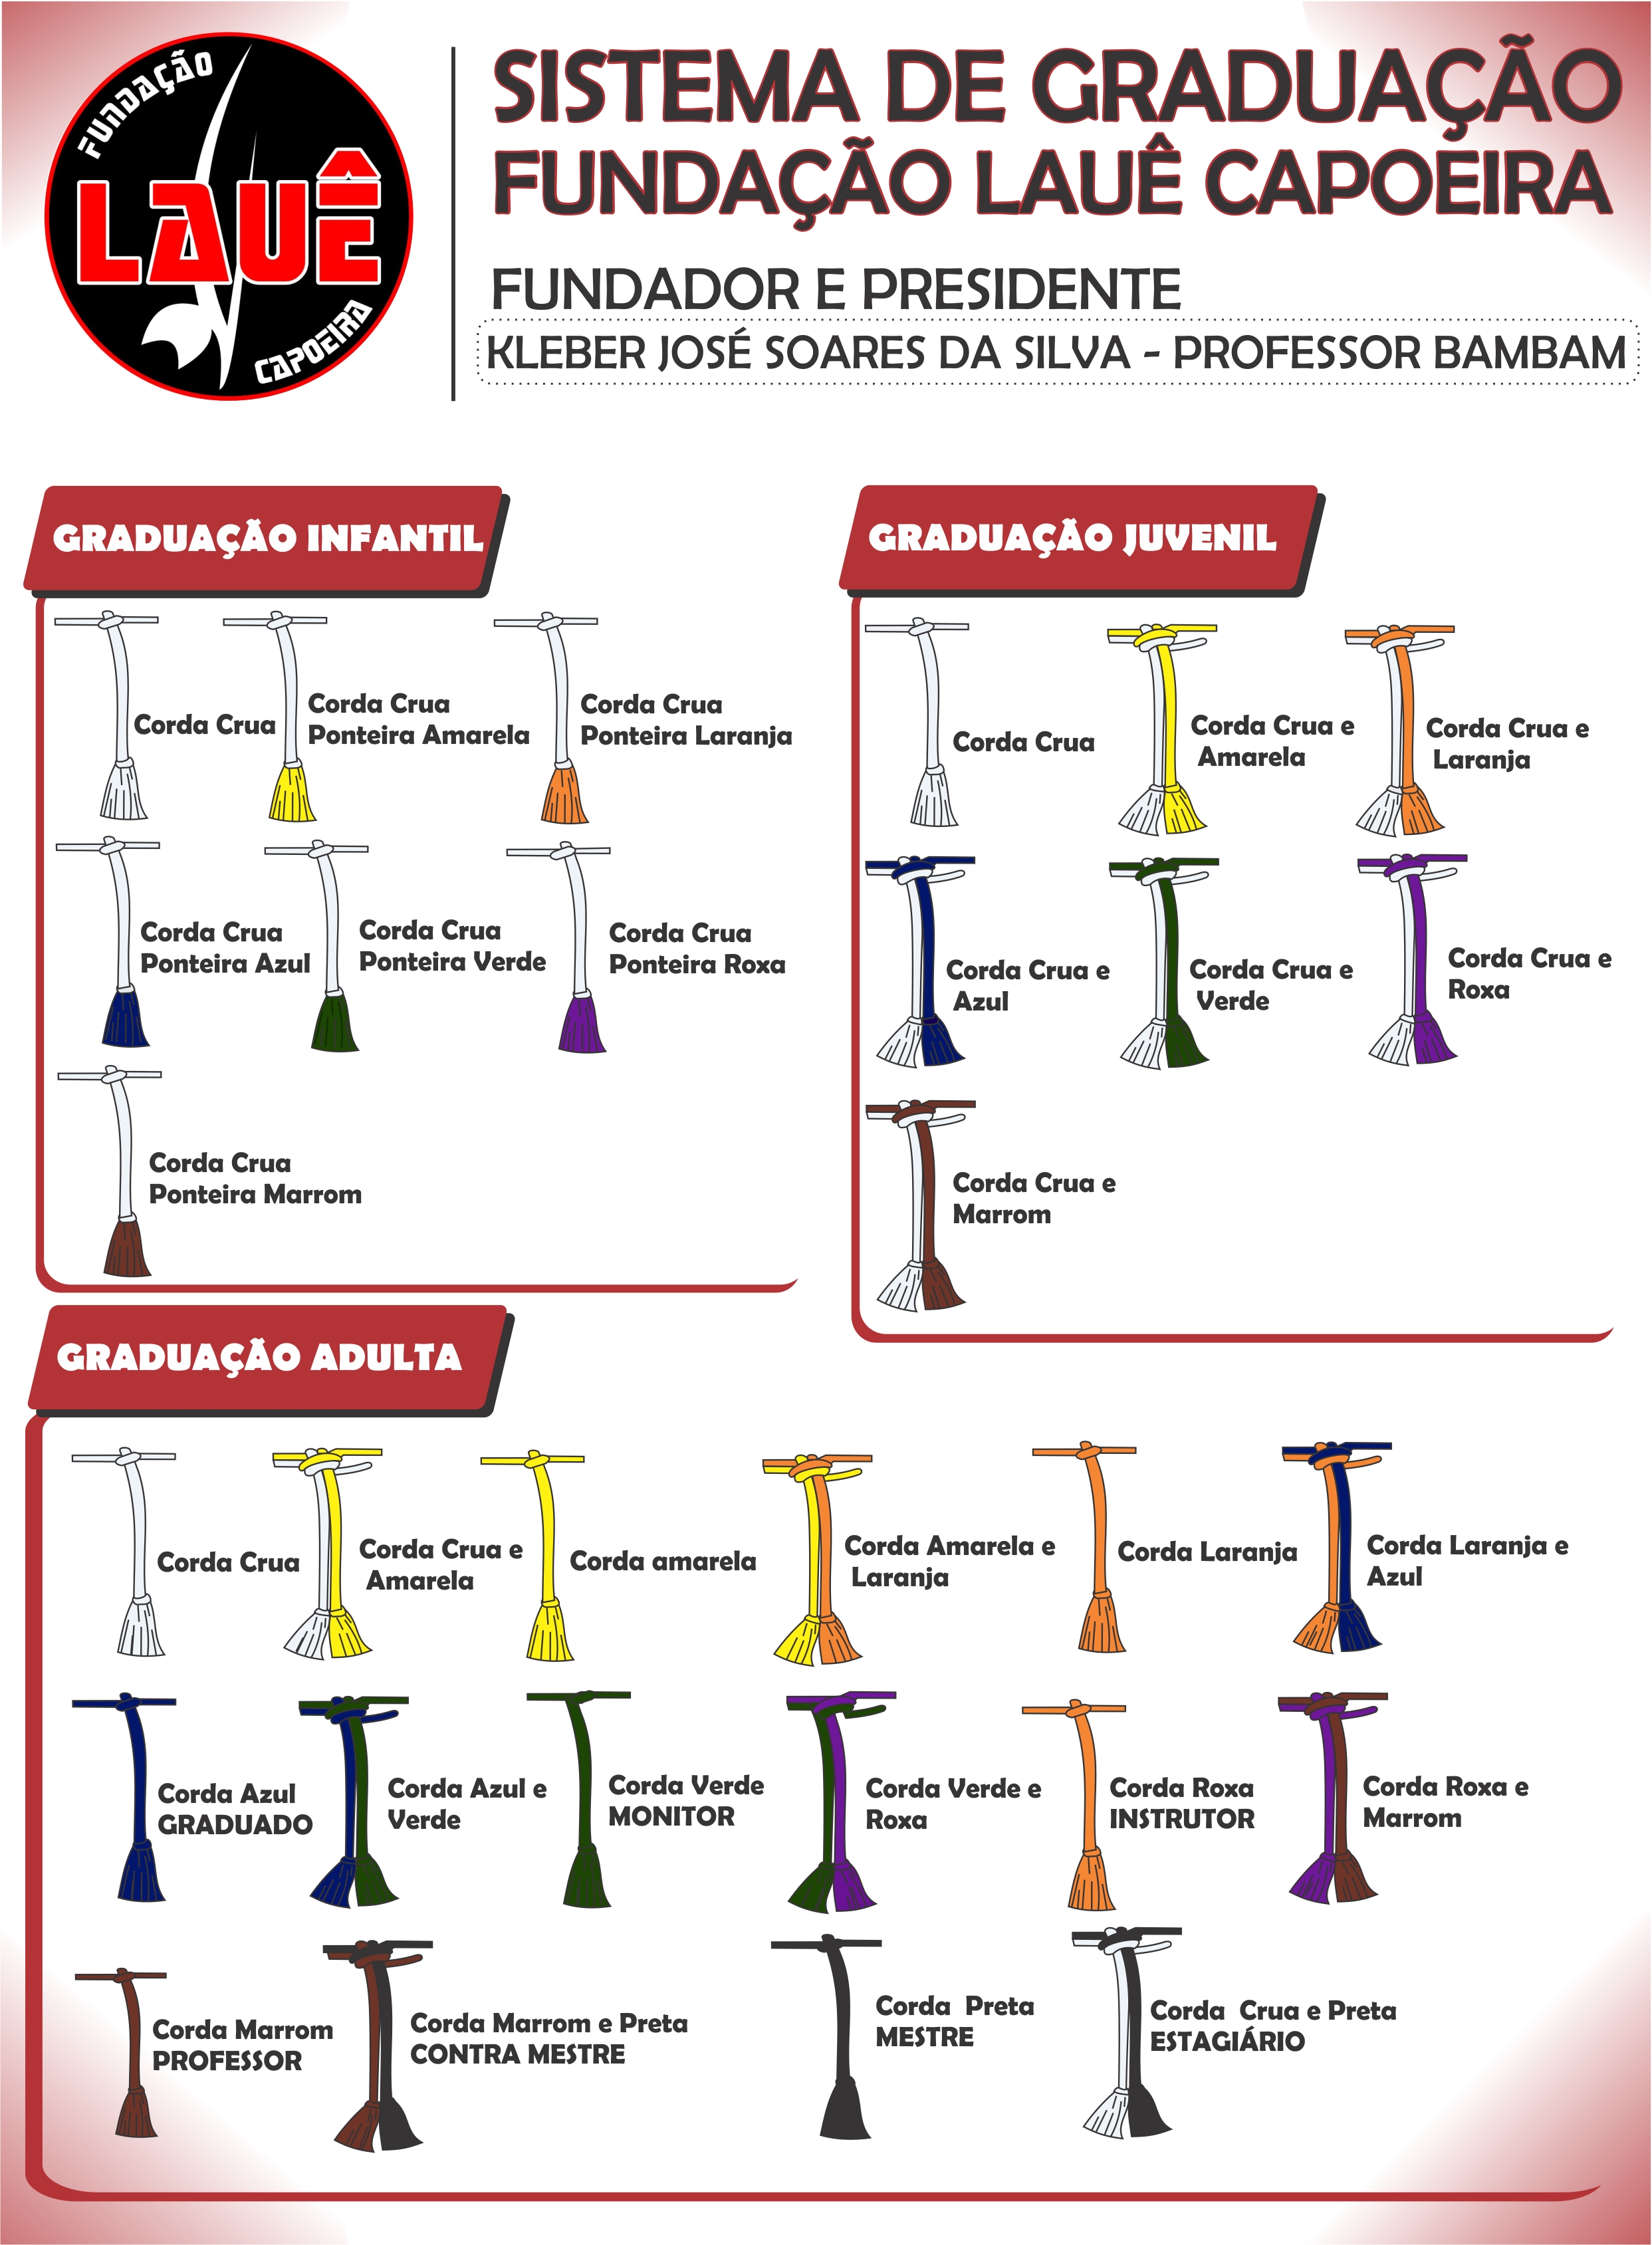 FUNDAÇÃO
LAUÊ
CAPOEIRA
SISTEMA DE GRADUAÇÃO
FUNDAÇÃO LAUÊ CAPOEIRA
FUNDADOR E PRESIDENTE
KLEBER JOSÉ SOARES DA SILVA - PROFESSOR BAMBAM
GRADUAÇÃO INFANTIL
Corda Crua
Corda Crua
Ponteira Amarela
Corda Crua
Ponteira Laranja
Corda Crua
Ponteira Azul
Corda Crua
Ponteira Verde
Corda Crua
Ponteira Roxa
Corda Crua
Ponteira Marrom
GRADUAÇÃO JUVENIL
Corda Crua
Corda Crua e
Amarela
Corda Crua e
Laranja
Corda Crua e
Azul
Corda Crua e
Verde
Corda Crua e
Roxa
Corda Crua e
Marrom
GRADUAÇÃO ADULTA
Corda Crua
Corda Crua e
Amarela
Corda amarela
Corda Amarela e
Laranja
Corda Laranja
Corda Laranja e
Azul
Corda Azul
GRADUADO
Corda Azul e
Verde
Corda Verde
MONITOR
Corda Verde e
Roxa
Corda Roxa
INSTRUTOR
Corda Roxa e
Marrom
Corda Marrom
PROFESSOR
Corda Marrom e Preta
CONTRA MESTRE
Corda Preta
MESTRE
Corda Crua e Preta
ESTAGIÁRIO